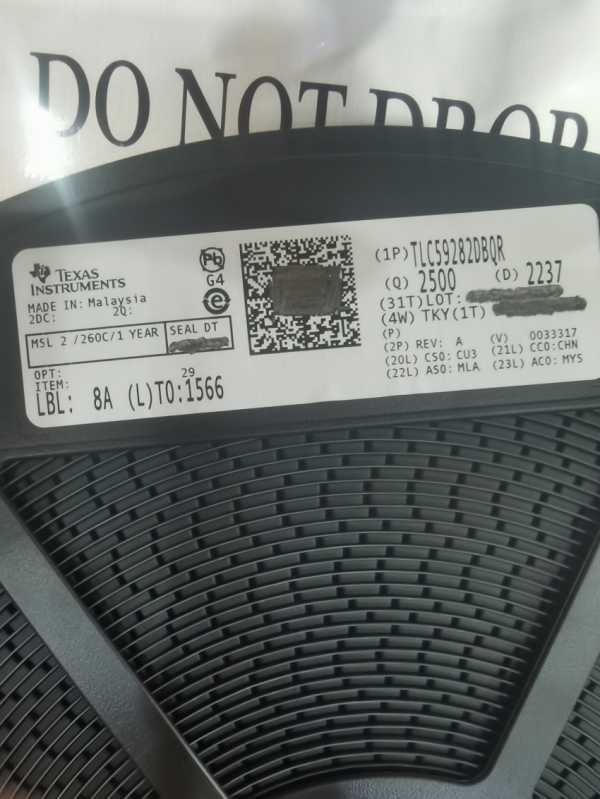 DO NOT DROP
TEXAS
INSTRUMENTS
MADE IN: Malaysia
2DC: 2Q:
MSL 2 /260C/1 YEAR
SEAL DT
OPT:
ITEM: 29
LBL: 8A (L)TO:1566
Pb
G4
e
(1P)TLC59282DBQR
(Q) 2500 (D) 2237
(31T)LOT:
(4W) TKY(1T)
(P)
(2P) REV: A (V) 0033317
(20L) CSO: CU3 (21L) CCO:CHN
(22L) ASO: MLA (23L) ACO: MYS